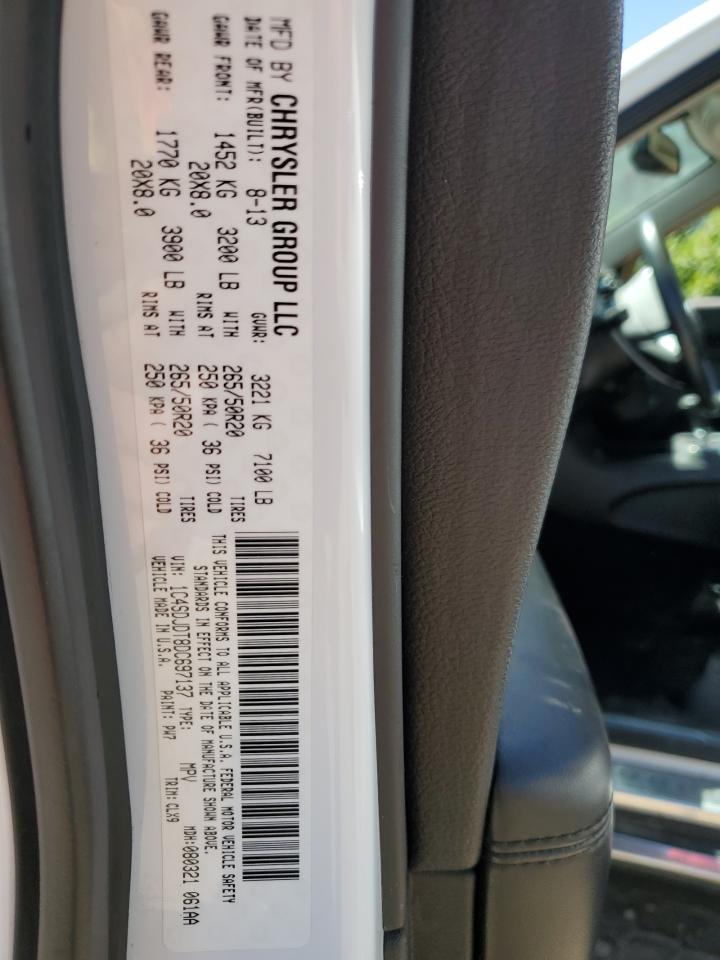 MFD BY CHRYSLER GROUP LLC
DATE OF MFR(BUILT): 8-13 GVWR: 3221 KG 7100 LB
GAWR FRONT: 1452 KG 3200 LB WITH 265/50R20 TIRES
20X8.0 RIMS AT 250 KPA ( 36 PSI) COLD
GAWR REAR: 1770 KG 3900 LB WITH 265/50R20 TIRES
20X8.0 RIMS AT 250 KPA ( 36 PSI) COLD
THIS VEHICLE CONFORMS TO ALL APPLICABLE U.S.A. FEDERAL MOTOR VEHICLE SAFETY
STANDARDS IN EFFECT ON THE DATE OF MANUFACTURE SHOWN ABOVE.
VIN: 1C4SDJDT8DC697137 TYPE: MPV MDH:080321 061AA
VEHICLE MADE IN U.S.A. PAINT: PW7 TRIM:CLX9